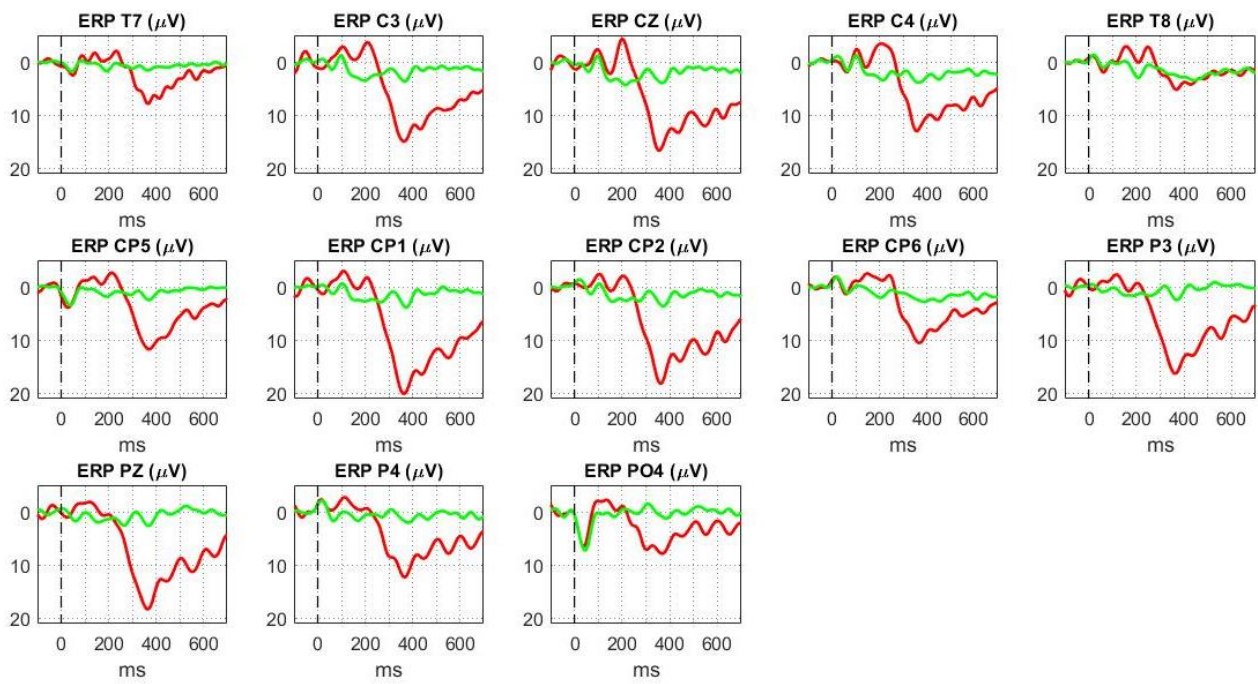 ERP T7 (μV) ERP C3 (μV) ERP CZ (μV) ERP C4 (μV) ERP T8 (μV)
0 0 0 0 0
10 10 10 10 10
20 20 20 20 20
0 200 400 600 0 200 400 600 0 200 400 600 0 200 400 600 0 200 400 600
ms ms ms ms ms
ERP CP5 (μV) ERP CP1 (μV) ERP CP2 (μV) ERP CP6 (μV) ERP P3 (μV)
0 0 0 0 0
10 10 10 10 10
20 20 20 20 20
0 200 400 600 0 200 400 600 0 200 400 600 0 200 400 600 0 200 400 600
ms ms ms ms ms
ERP PZ (μV) ERP P4 (μV) ERP PO4 (μV)
0 0 0
10 10 10
20 20 20
0 200 400 600 0 200 400 600 0 200 400 600
ms ms ms